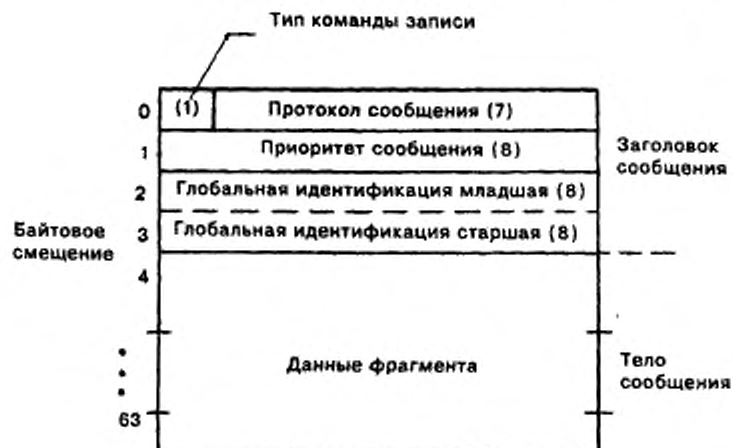 Тип команды записи
0 (1) Протокол сообщения (7)
1 Приоритет сообщения (8)
Заголовок
сообщения
2 Глобальная идентификация младшая (8)
Байтовое
смещение
3 Глобальная идентификация старшая (8)
4
Данные фрагмента
Тело
сообщения
63